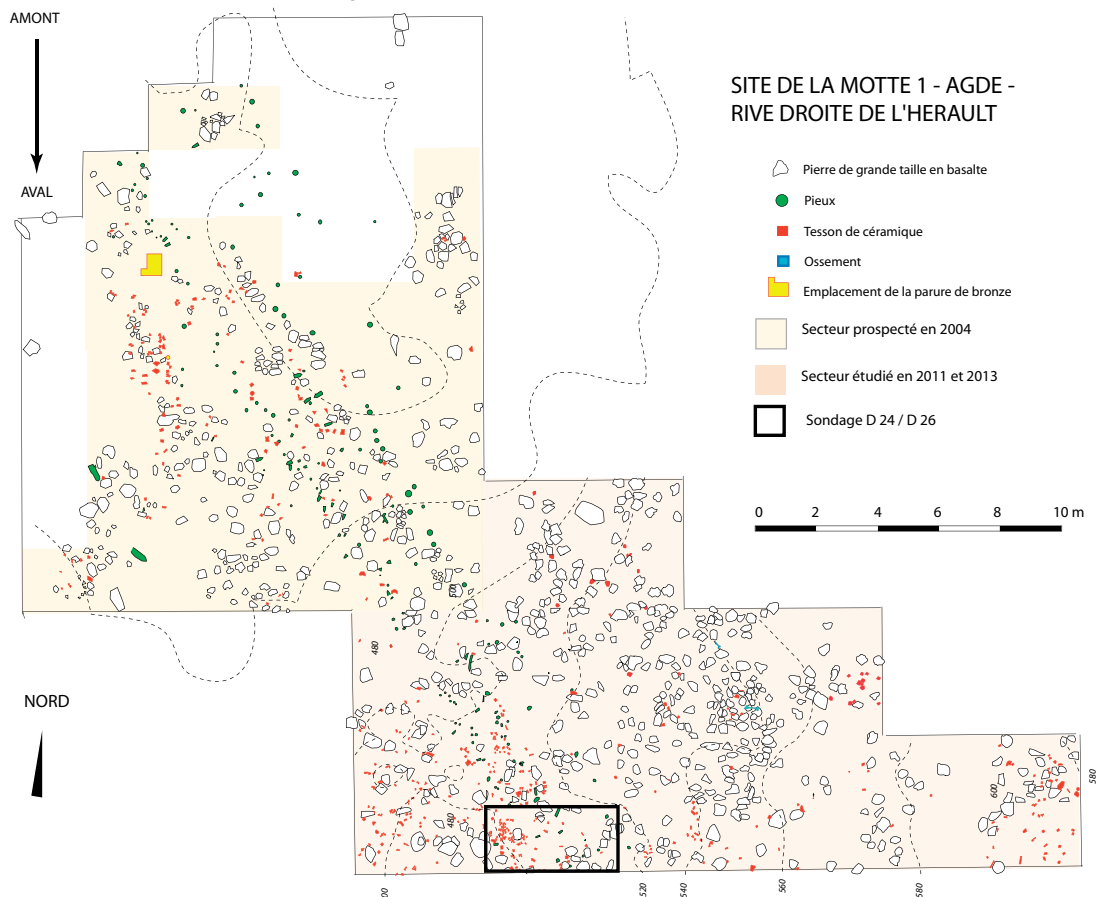 AMONT
AVAL
SITE DE LA MOTTE 1 - AGDE -
RIVE DROITE DE L'HERAULT
Pierre de grande taille en basalte
Pieux
Tesson de céramique
Ossement
Emplacement de la parure de bronze
Secteur prospecté en 2004
Secteur étudié en 2011 et 2013
Sondage D 24 / D 26
0 2 4 6 8 10 m
NORD
480
480
600
580
520
540
560
580